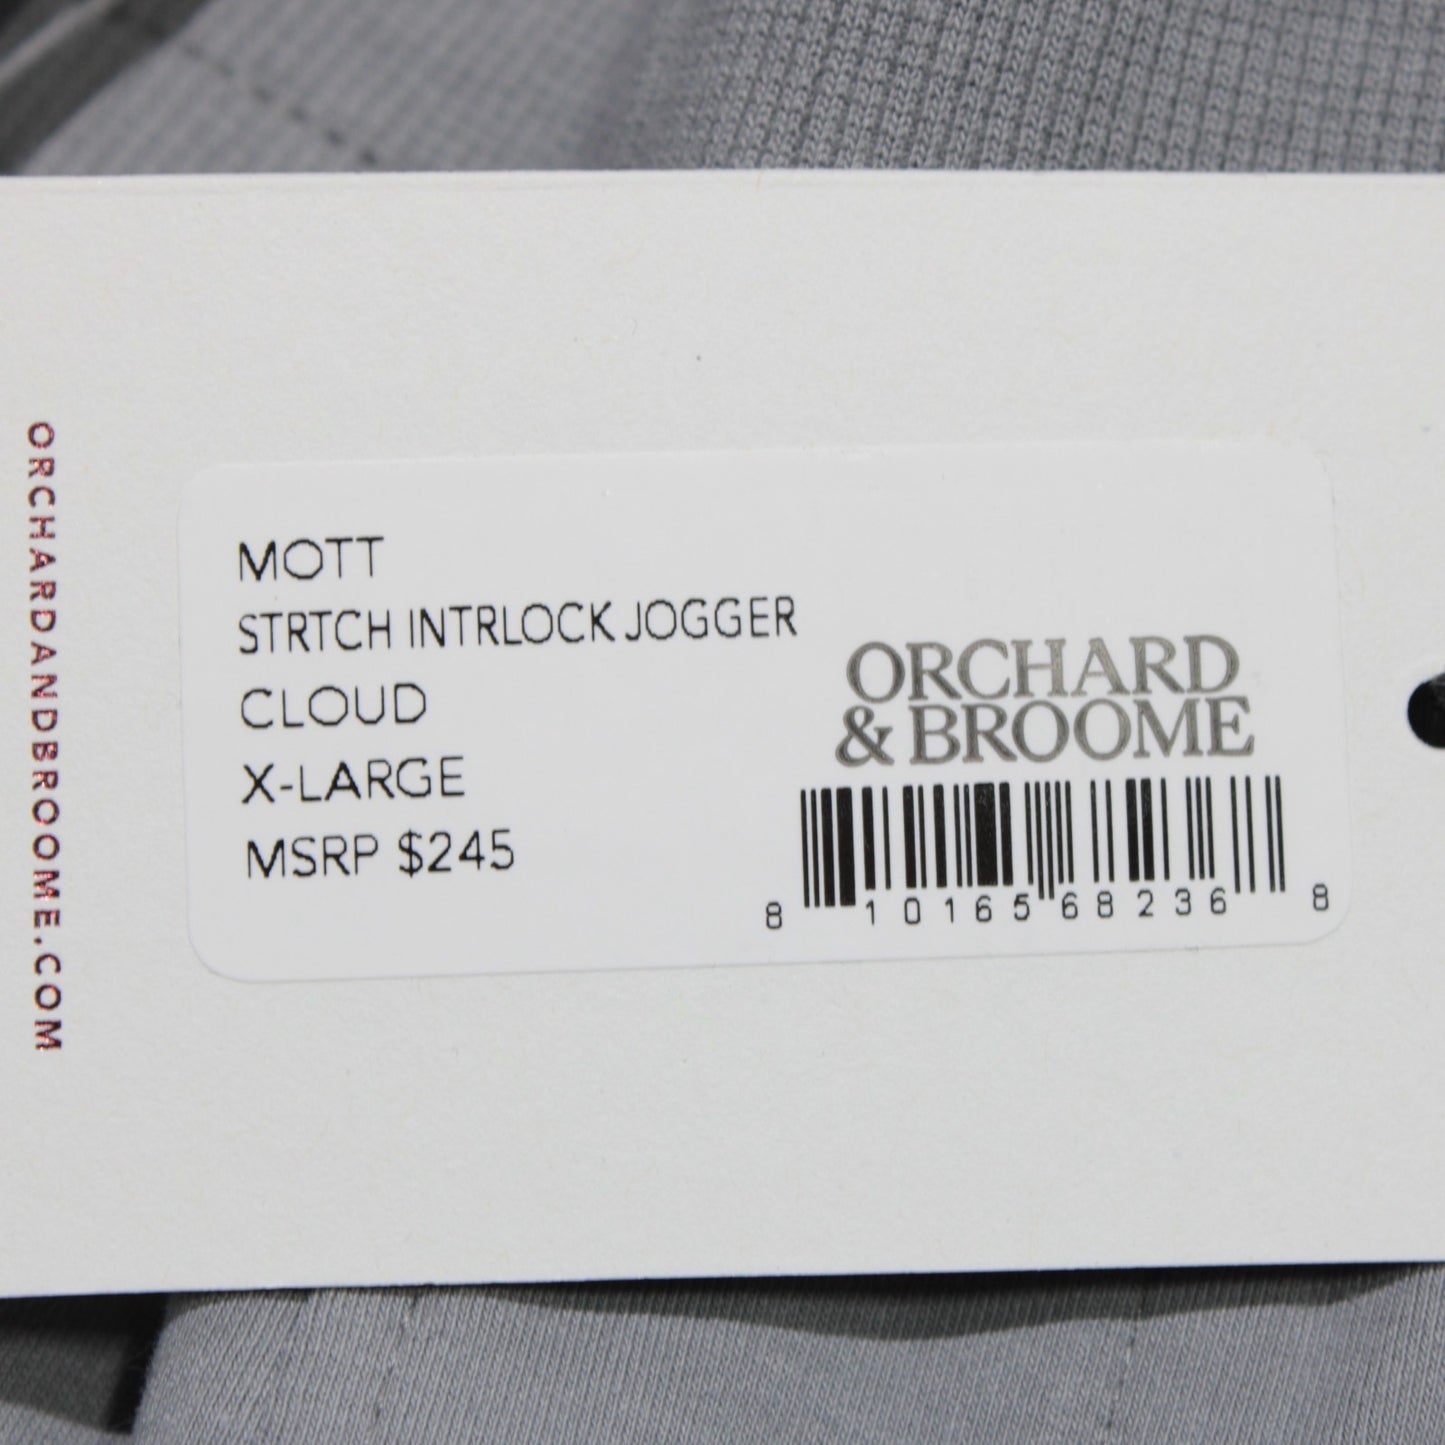 ORCHARDANDBROOME.COM
MOTT
STRTCH INTRLOCK JOGGER
CLOUD
X-LARGE
MSRP $245
ORCHARD
& BROOME
8 10165 68236 8